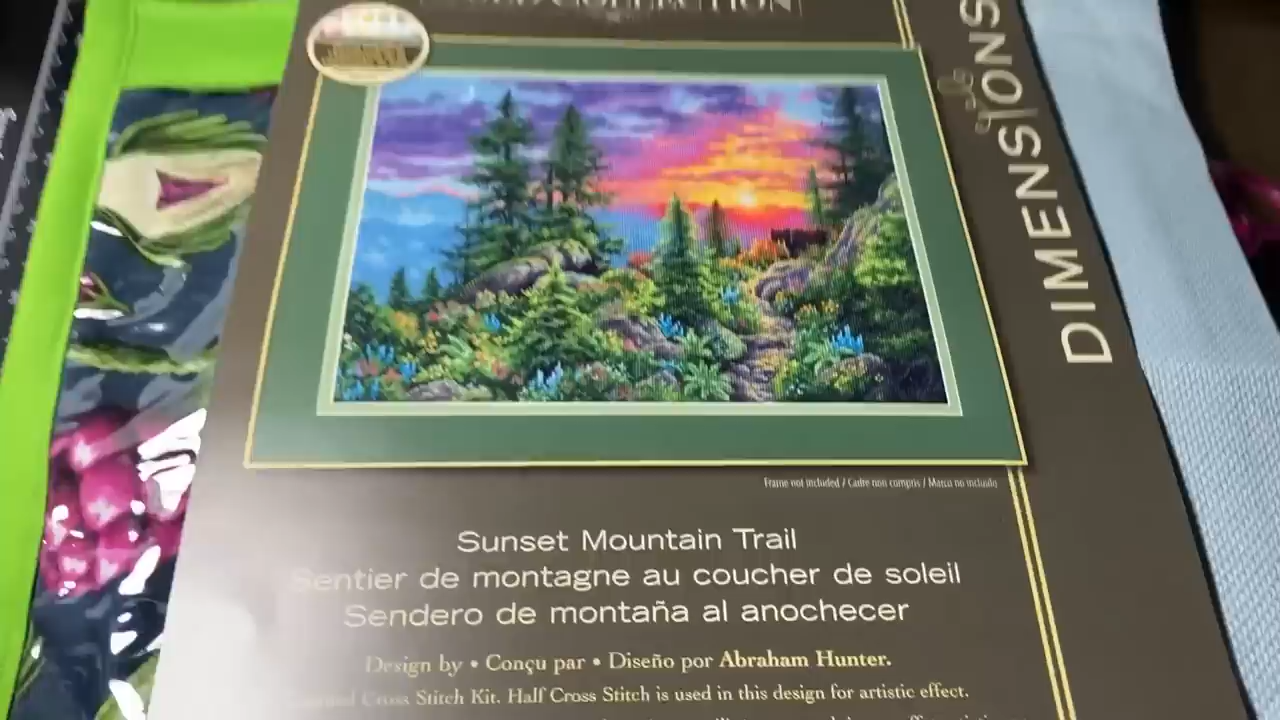 COLLECTION
DIMENSIONS
Frame not included / Cadre non compris / Marco no incluido
Sunset Mountain Trail
Sentier de montagne au coucher de soleil
Sendero de montaña al anochecer
Design by • Conçu par • Diseño por Abraham Hunter.
Cross Stitch Kit. Half Cross Stitch is used in this design for artistic effect.